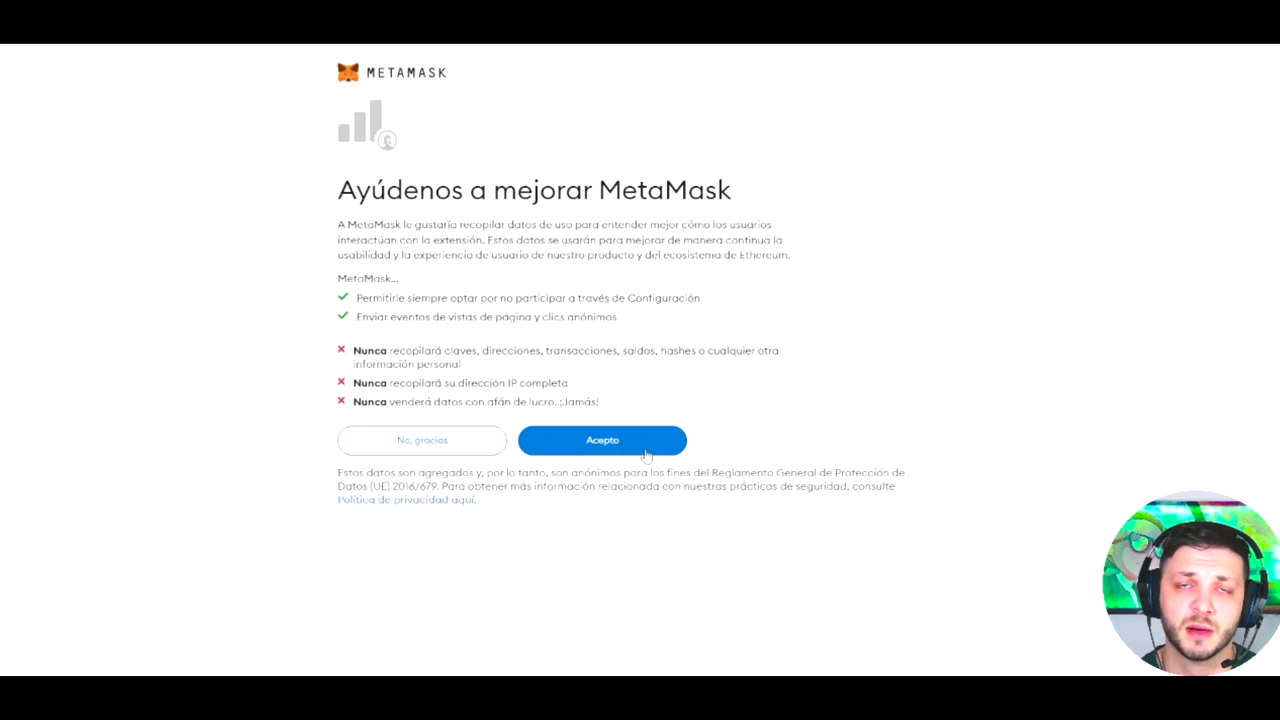 METAMASK
Ayúdenos a mejorar MetaMask
A MetaMask le gustaría recopilar datos de uso para entender mejor cómo los usuarios
interactúan con la extensión. Estos datos se usarán para mejorar de manera continua la
usabilidad y la experiencia de usuario de nuestro producto y del ecosistema de Ethereum.
MetaMask...
Permitirle siempre optar por no participar a través de Configuración
Enviar eventos de vistas de página y clics anónimos
Nunca recopilará claves, direcciones, transacciones, saldos, hashes o cualquier otra
información personal
Nunca recopilará su dirección IP completa
Nunca venderá datos con afán de lucro. ¡Jamás!
No, gracias
Acepto
Estos datos son agregados y, por lo tanto, son anónimos para los fines del Reglamento General de Protección de
Datos (UE) 2016/679. Para obtener más información relacionada con nuestras prácticas de seguridad, consulte
Política de privacidad aquí.